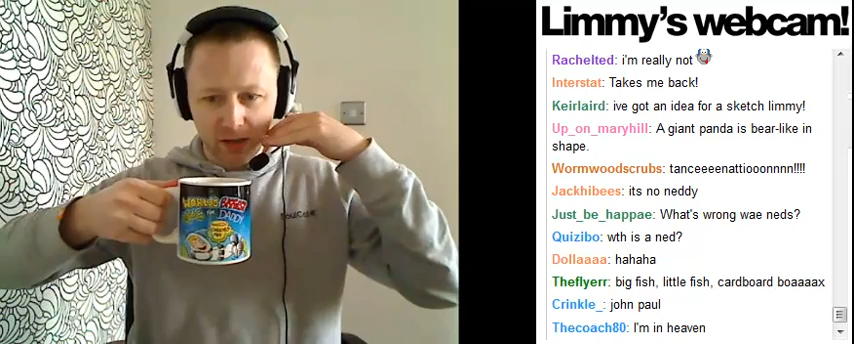 Limmy's webcam!
Rachelted: i'm really not
Interstat: Takes me back!
Keirlaird: ive got an idea for a sketch limmy!
Up_on_maryhill: A giant panda is bear-like in
shape.
Wormwoodscrubs: tanceeeenattiooonnnn!!!!
Jackhibees: its no neddy
Just_be_happae: What's wrong wae neds?
Quizibo: wth is a ned?
Dollaaaa: hahaha
Theflyerr: big fish, little fish, cardboard boaaaax
Crinkle_: john paul
Thecoach80: I'm in heaven
WORLD'S
DADDY